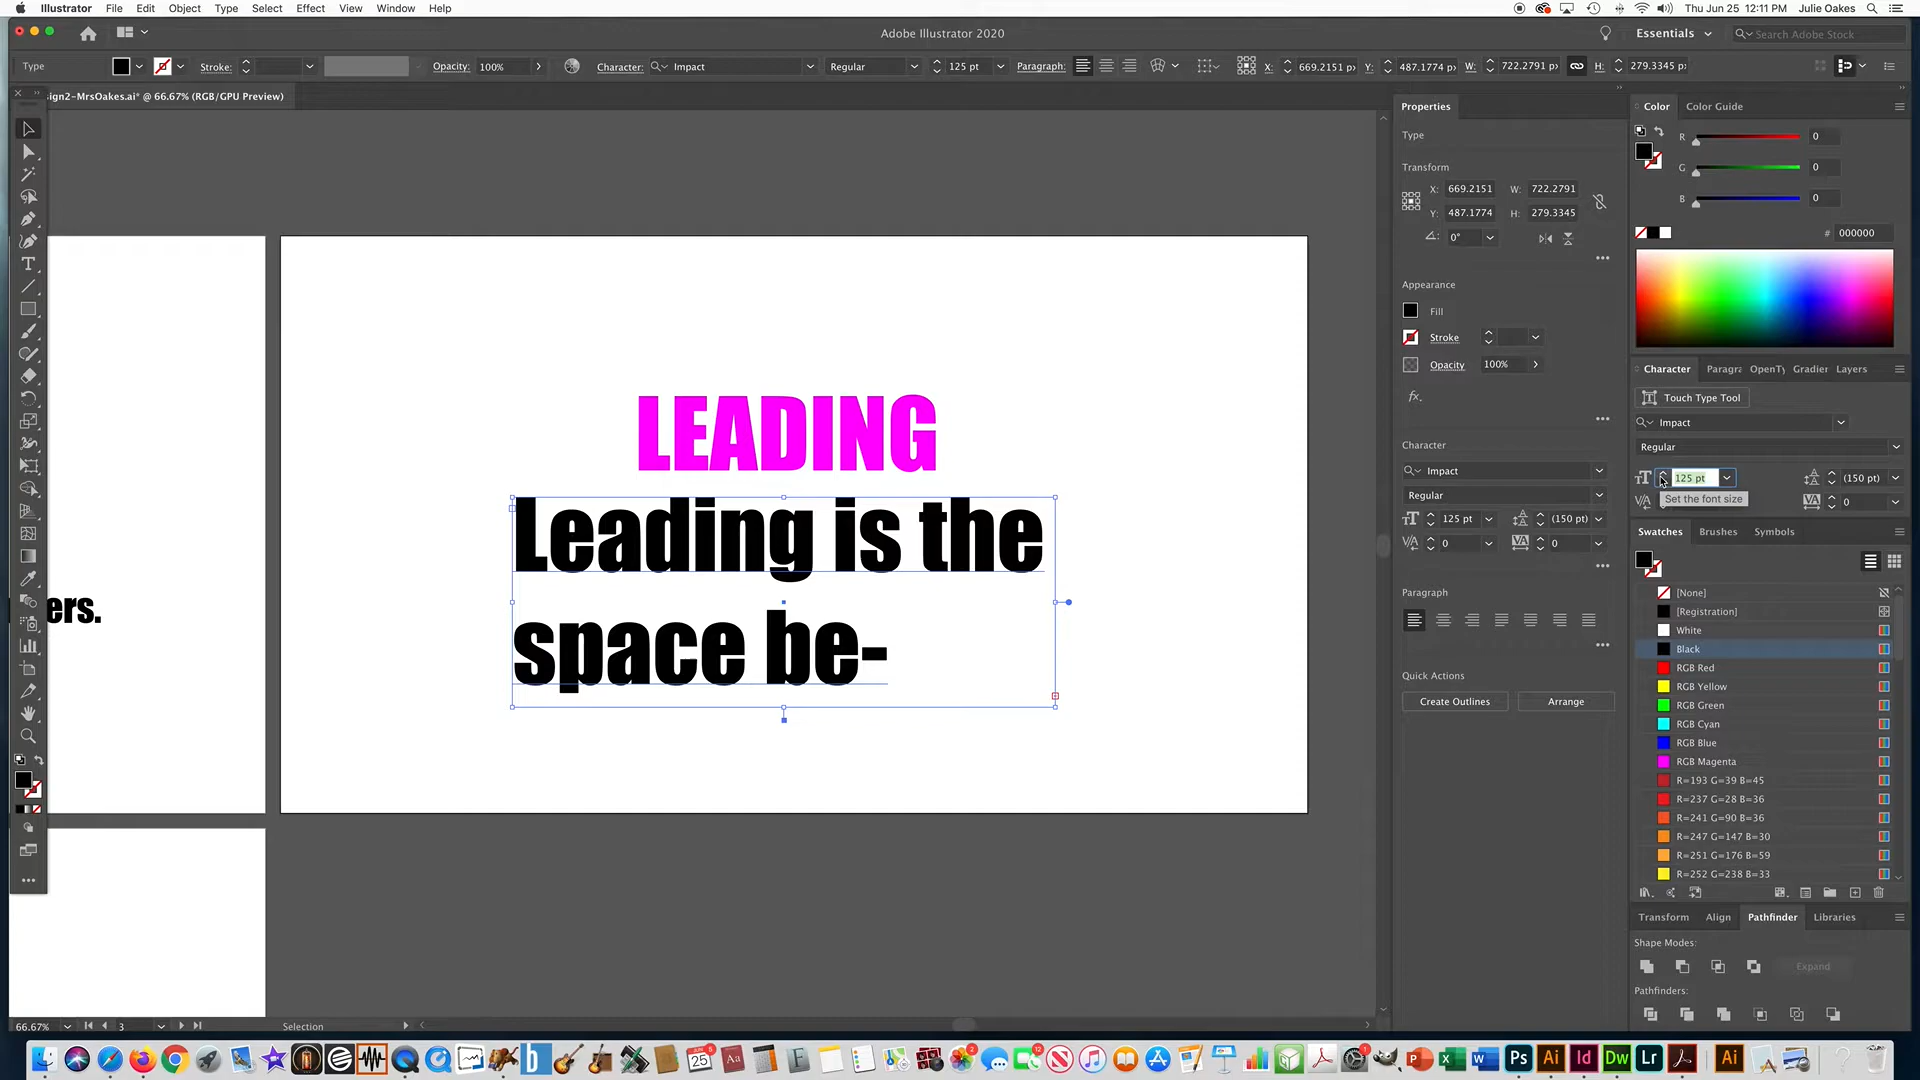 Illustrator File Edit Object Type Select Effect View Window Help Thu Jun 25 12:11 PM Julie Oakes
Adobe Illustrator 2020 Essentials Search Adobe Stock
Type Stroke: Opacity: 100% Character: Impact Regular 125 pt Paragraph: X: 669.2151 px Y: 487.1774 p W: 722.2791 p H: 279.3345 px
sign2-MrsOakes.ai* @ 66.67% (RGB/GPU Preview)
Properties
Type
Transform
X: 669.2151 W: 722.2791
Y: 487.1774 H: 279.3345
0°
Appearance
Fill
Stroke
Opacity 100%
fx.
Character
Impact
Regular
125 pt (150 pt)
0 0
Paragraph
Quick Actions
Create Outlines Arrange
Color Color Guide
R 0
G 0
B 0
# 000000
Character Paragra OpenTy Gradier Layers
Touch Type Tool
Impact
Regular
125 pt (150 pt)
Set the font size
0
Swatches Brushes Symbols
[None]
[Registration]
White
Black
RGB Red
RGB Yellow
RGB Green
RGB Cyan
RGB Blue
RGB Magenta
R=193 G=39 B=45
R=237 G=28 B=36
R=241 G=90 B=36
R=247 G=147 B=30
R=251 G=176 B=59
R=252 G=238 B=33
Transform Align Pathfinder Libraries
Shape Modes:
Expand
Pathfinders:
LEADING
Leading is the
space be-
ers.
66.67% 3 Selection